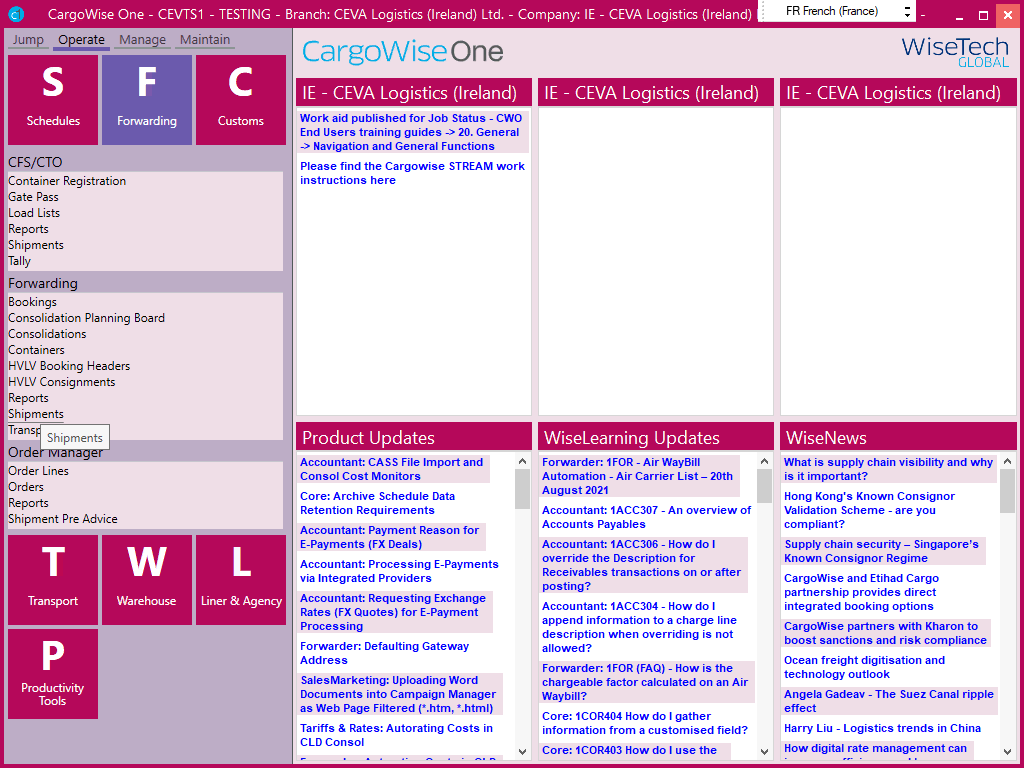 CargoWise One - CEVTS1 - TESTING - Branch: CEVA Logistics (Ireland) Ltd. - Company: IE - CEVA Logistics (Ireland)
FR French (France)
Jump Operate Manage Maintain
S
Schedules
F
Forwarding
C
Customs
CFS/CTO
Container Registration
Gate Pass
Load Lists
Reports
Shipments
Tally
Forwarding
Bookings
Consolidation Planning Board
Consolidations
Containers
HVLV Booking Headers
HVLV Consignments
Reports
Shipments
Shipments
Order Manager
Order Lines
Orders
Reports
Shipment Pre Advice
T
Transport
W
Warehouse
L
Liner & Agency
P
Productivity
Tools
CargoWise One
WiseTech
GLOBAL
IE - CEVA Logistics (Ireland)
Work aid published for Job Status - CWO
End Users training guides -> 20. General
-> Navigation and General Functions
Please find the Cargowise STREAM work
instructions here
IE - CEVA Logistics (Ireland)
IE - CEVA Logistics (Ireland)
Product Updates
Accountant: CASS File Import and
Consol Cost Monitors
Core: Archive Schedule Data
Retention Requirements
Accountant: Payment Reason for
E-Payments (FX Deals)
Accountant: Processing E-Payments
via Integrated Providers
Accountant: Requesting Exchange
Rates (FX Quotes) for E-Payment
Processing
Forwarder: Defaulting Gateway
Address
SalesMarketing: Uploading Word
Documents into Campaign Manager
as Web Page Filtered (*.htm, *.html)
Tariffs & Rates: Autorating Costs in
CLD Consol
WiseLearning Updates
Forwarder: 1FOR - Air WayBill
Automation - Air Carrier List – 20th
August 2021
Accountant: 1ACC307 - An overview of
Accounts Payables
Accountant: 1ACC306 - How do I
override the Description for
Receivables transactions on or after
posting?
Accountant: 1ACC304 - How do I
append information to a charge line
description when overriding is not
allowed?
Forwarder: 1FOR (FAQ) - How is the
chargeable factor calculated on an Air
Waybill?
Core: 1COR404 How do I gather
information from a customised field?
Core: 1COR403 How do I use the
WiseNews
What is supply chain visibility and why
is it important?
Hong Kong's Known Consignor
Validation Scheme - are you
compliant?
Supply chain security – Singapore's
Known Consignor Regime
CargoWise and Etihad Cargo
partnership provides direct
integrated booking options
CargoWise partners with Kharon to
boost sanctions and risk compliance
Ocean freight digitisation and
technology outlook
Angela Gadeav - The Suez Canal ripple
effect
Harry Liu - Logistics trends in China
How digital rate management can